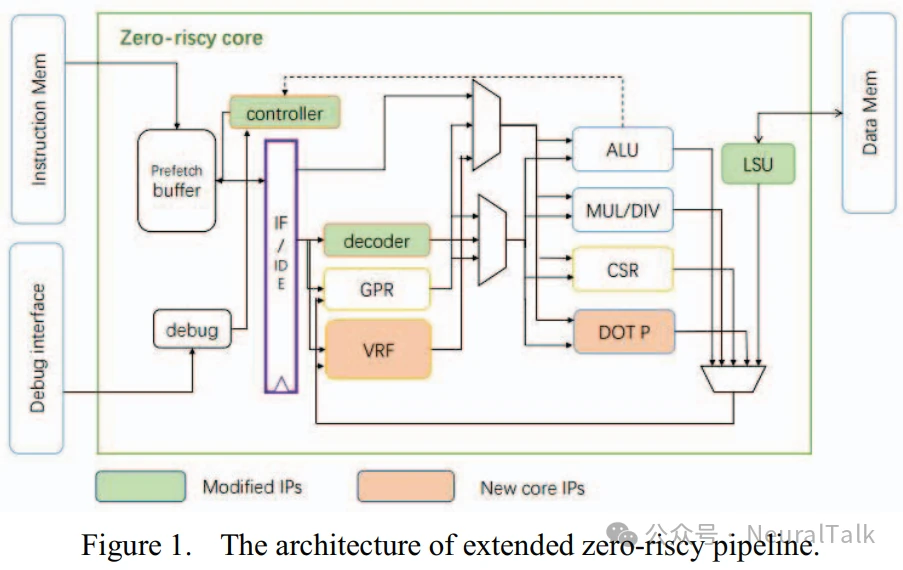 Zero-riscy core
Instruction Mem
Data Mem
controller
Prefetch
buffer
ALU
LSU
MUL/DIV
IF
/
ID
E
decoder
GPR
CSR
Debug interface
debug
VRF
DOT P
Modified IPs
New core IPs
公众号 · NeuralTalk
Figure 1. The architecture of extended zero-riscy pipeline.